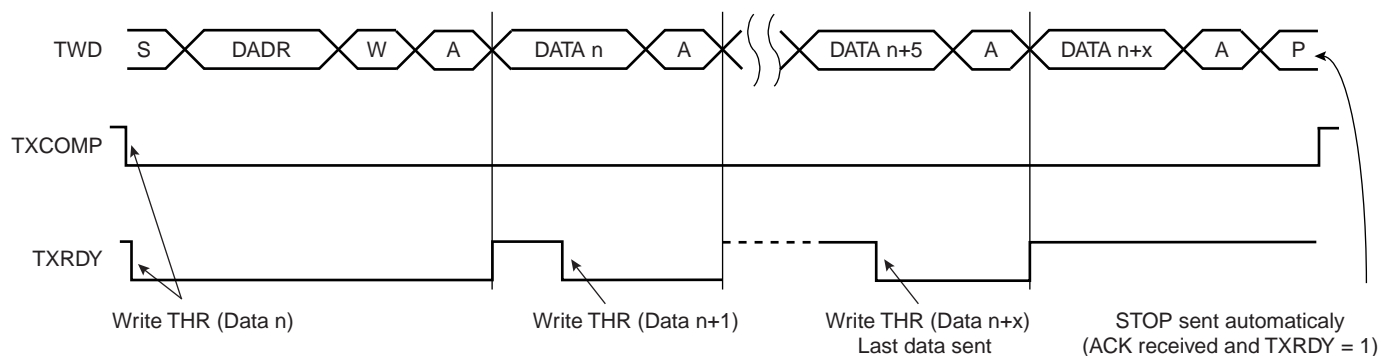 TWD S DADR W A DATA n A DATA n+5 A DATA n+x A P
TXCOMP
TXRDY
Write THR (Data n)
Write THR (Data n+1)
Write THR (Data n+x)
Last data sent
STOP sent automaticaly
(ACK received and TXRDY = 1)